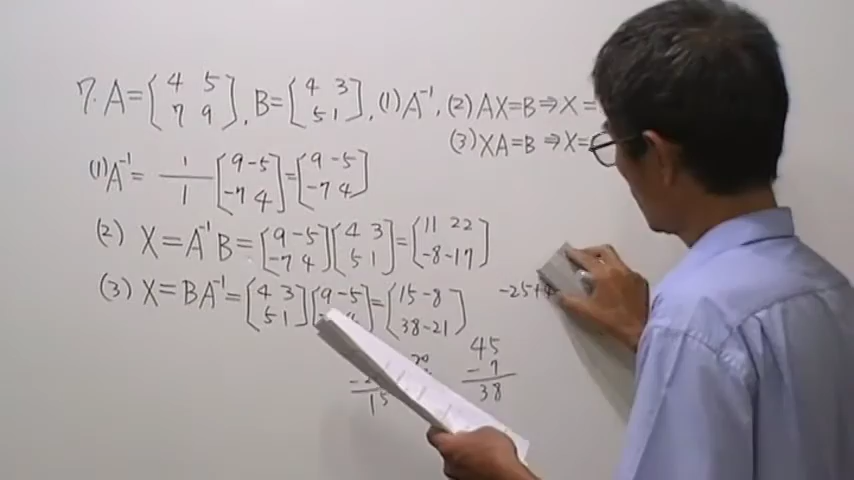 7. A = [4 5; 7 9], B = [4 3; 5 1], (1) A⁻¹, (2) AX=B ⇒ X =
(3) XA=B ⇒ X=
(1) A⁻¹ = 1/1 [9 -5; -7 4] = [9 -5; -7 4]
(2) X = A⁻¹B = [9 -5; -7 4][4 3; 5 1] = [11 22; -8 -17]
(3) X = BA⁻¹ = [4 3; 5 1][9 -5; = [15 -8; 38 -21]
-25+4
45
-7
38
15